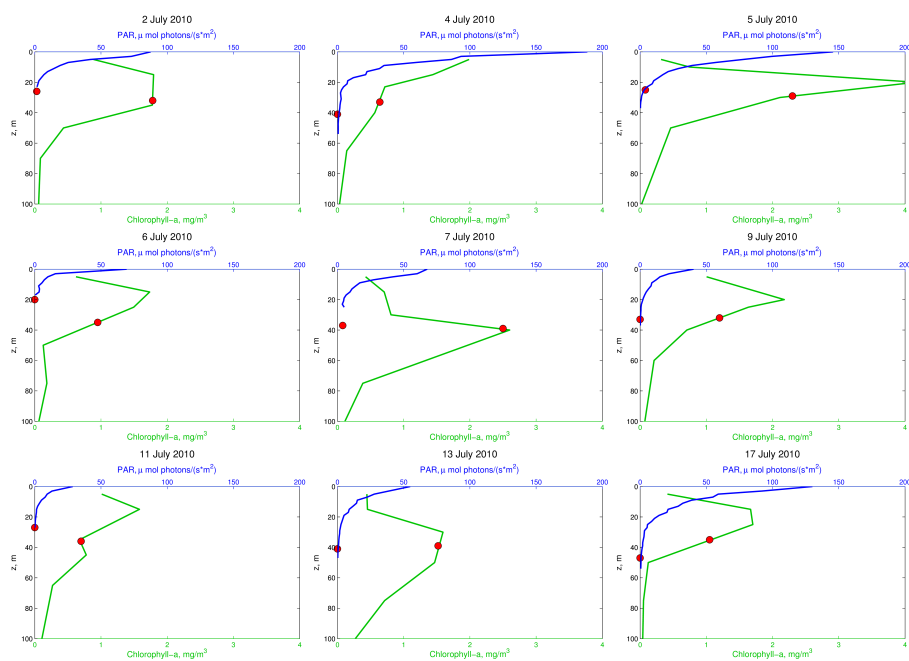 2 July 2010 4 July 2010 5 July 2010
PAR, μ mol photons/(s*m²) PAR, μ mol photons/(s*m²) PAR, μ mol photons/(s*m²)
0 50 100 150 200 0 50 100 150 200 0 50 100 150 200
0 0 0
20 20 20
40 40 40
z, m z, m z, m
60 60 60
80 80 80
100 100 100
0 1 2 3 4 0 1 2 3 4 0 1 2 3 4
Chlorophyll−a, mg/m³ Chlorophyll−a, mg/m³ Chlorophyll−a, mg/m³
6 July 2010 7 July 2010 9 July 2010
PAR, μ mol photons/(s*m²) PAR, μ mol photons/(s*m²) PAR, μ mol photons/(s*m²)
0 50 100 150 200 0 50 100 150 200 0 50 100 150 200
0 0 0
20 20 20
40 40 40
z, m z, m z, m
60 60 60
80 80 80
100 100 100
0 1 2 3 4 0 1 2 3 4 0 1 2 3 4
Chlorophyll−a, mg/m³ Chlorophyll−a, mg/m³ Chlorophyll−a, mg/m³
11 July 2010 13 July 2010 17 July 2010
PAR, μ mol photons/(s*m²) PAR, μ mol photons/(s*m²) PAR, μ mol photons/(s*m²)
0 50 100 150 200 0 50 100 150 200 0 50 100 150 200
0 0 0
20 20 20
40 40 40
z, m z, m z, m
60 60 60
80 80 80
100 100 100
0 1 2 3 4 0 1 2 3 4 0 1 2 3 4
Chlorophyll−a, mg/m³ Chlorophyll−a, mg/m³ Chlorophyll−a, mg/m³